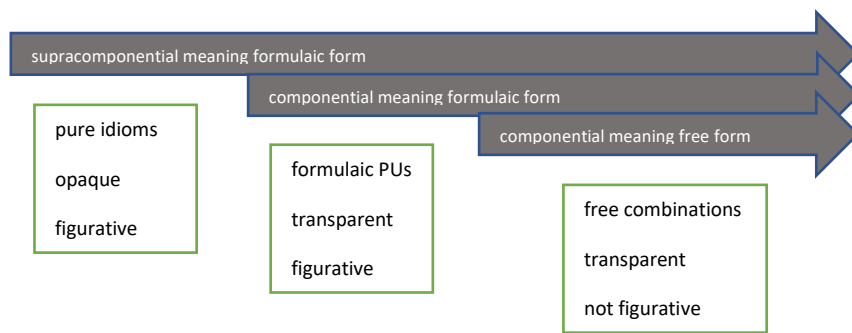 supracomponential meaning formulaic form
componential meaning formulaic form
componential meaning free form
pure idioms
opaque
figurative
formulaic PUs
transparent
figurative
free combinations
transparent
not figurative